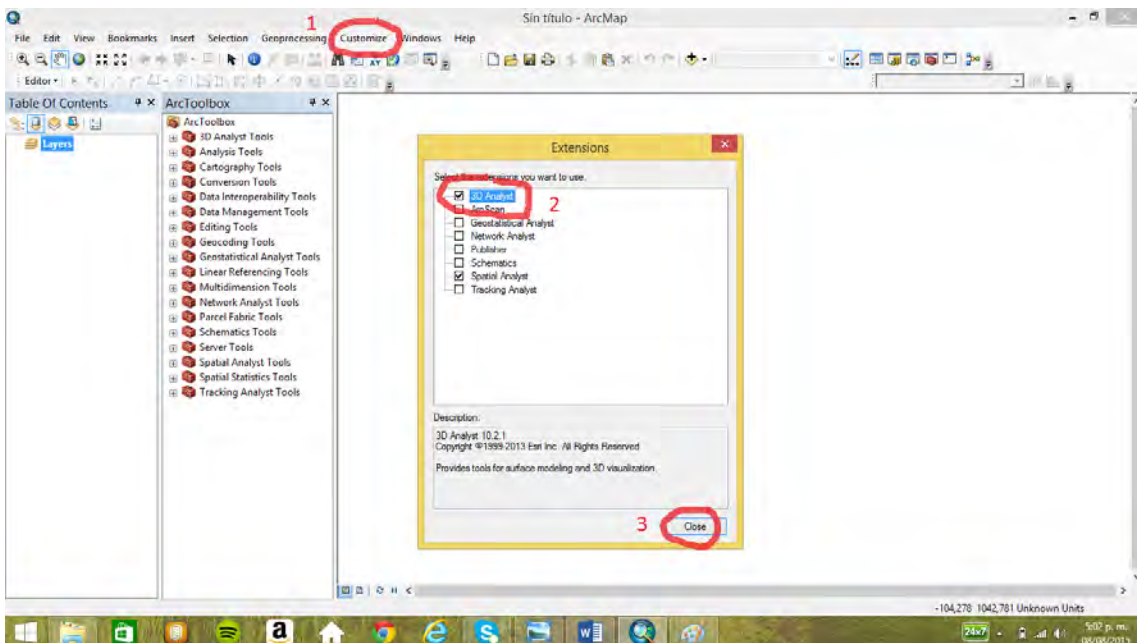 1
Sin título - ArcMap
File Edit View Bookmarks Insert Selection Geoprocessing Customize Windows Help
Editor
Table Of Contents
ArcToolbox
Layers
ArcToolbox
3D Analyst Tools
Analysis Tools
Cartography Tools
Conversion Tools
Data Interoperability Tools
Data Management Tools
Editing Tools
Geocoding Tools
Geostatistical Analyst Tools
Linear Referencing Tools
Multidimension Tools
Network Analyst Tools
Parcel Fabric Tools
Schematics Tools
Server Tools
Spatial Analyst Tools
Spatial Statistics Tools
Tracking Analyst Tools
Extensions
Select the extensions you want to use.
3D Analyst
2
ArcScan
Geostatistical Analyst
Network Analyst
Publisher
Schematics
Spatial Analyst
Tracking Analyst
Description:
3D Analyst 10.2.1
Copyright ©1999-2013 Esri Inc. All Rights Reserved
Provides tools for surface modeling and 3D visualization.
3
Close
-104,278 1042,781 Unknown Units
24x7
5:02 p. m.